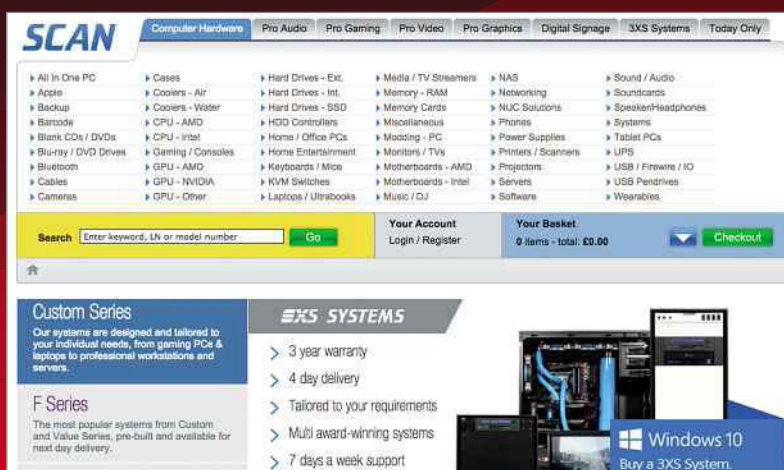 SCAN
Computer Hardware Pro Audio Pro Gaming Pro Video Pro Graphics Digital Signage 3XS Systems Today Only
All In One PC Cases Hard Drives - Ext. Media / TV Streamers NAS Sound / Audio
Apple Coolers - Air Hard Drives - Int. Memory - RAM Networking Soundcards
Backup Coolers - Water Hard Drives - SSD Memory Cards NUC Solutions Speaker/Headphones
Barcode CPU - AMD HDD Controllers Miscellaneous Phones Systems
Blank CDs / DVDs CPU - Intel Home / Office PCs Modding - PC Power Supplies Tablet PCs
Blu-ray / DVD Drives Gaming / Consoles Home Entertainment Monitors / TVs Printers / Scanners UPS
Bluetooth GPU - AMD Keyboards / Mice Motherboards - AMD Projectors USB / Firewire / IO
Cables GPU - NVIDIA KVM Switches Motherboards - Intel Servers USB Pendrives
Cameras GPU - Other Laptops / Ultrabooks Music / DJ Software Wearables
Search Enter keyword, LN or model number Go
Your Account
Login / Register
Your Basket
0 items - total: £0.00
Checkout
Custom Series
Our systems are designed and tailored to
your individual needs, from gaming PCs &
laptops to professional workstations and
servers.
F Series
The most popular systems from Custom
and Value Series, pre-built and available for
next day delivery.
3XS SYSTEMS
3 year warranty
4 day delivery
Tailored to your requirements
Multi award-winning systems
7 days a week support
Windows 10
Buy a 3XS System,